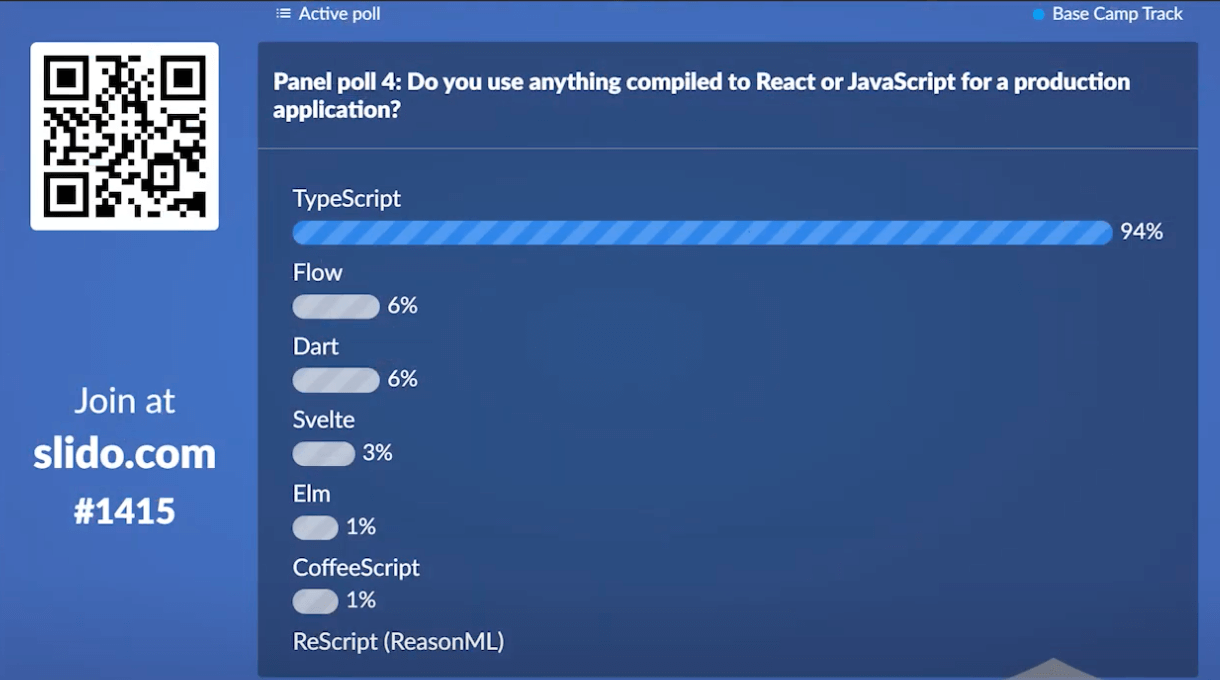 Active poll
Base Camp Track
Panel poll 4: Do you use anything compiled to React or JavaScript for a production
application?
TypeScript
94%
Flow
6%
Dart
6%
Svelte
3%
Elm
1%
CoffeeScript
1%
ReScript (ReasonML)
Join at
slido.com
#1415